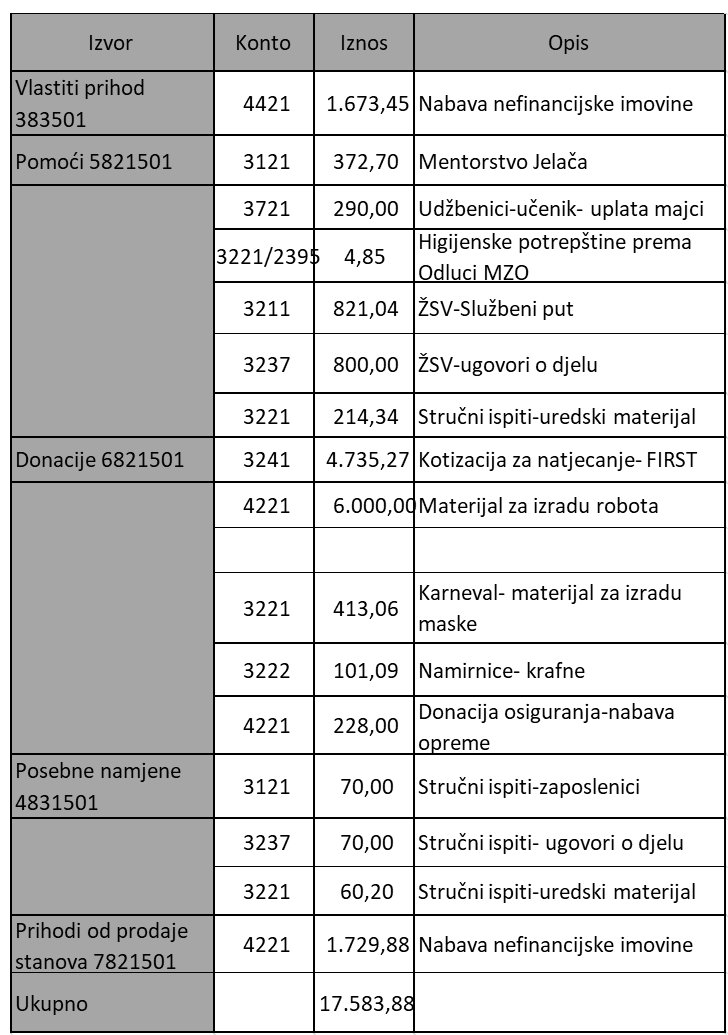 Izvor Konto Iznos Opis
Vlastiti prihod
383501 4421 1.673,45 Nabava nefinancijske imovine
Pomoći 5821501 3121 372,70 Mentorstvo Jelača
3721 290,00 Udžbenici-učenik- uplata majci
3221/2395 4,85 Higijenske potrepštine prema
Odluci MZO
3211 821,04 ŽSV-Službeni put
3237 800,00 ŽSV-ugovori o djelu
3221 214,34 Stručni ispiti-uredski materijal
Donacije 6821501 3241 4.735,27 Kotizacija za natjecanje- FIRST
4221 6.000,00 Materijal za izradu robota
3221 413,06 Karneval- materijal za izradu
maske
3222 101,09 Namirnice- krafne
4221 228,00 Donacija osiguranja-nabava
opreme
Posebne namjene
4831501 3121 70,00 Stručni ispiti-zaposlenici
3237 70,00 Stručni ispiti- ugovori o djelu
3221 60,20 Stručni ispiti-uredski materijal
Prihodi od prodaje
stanova 7821501 4221 1.729,88 Nabava nefinancijske imovine
Ukupno 17.583,88